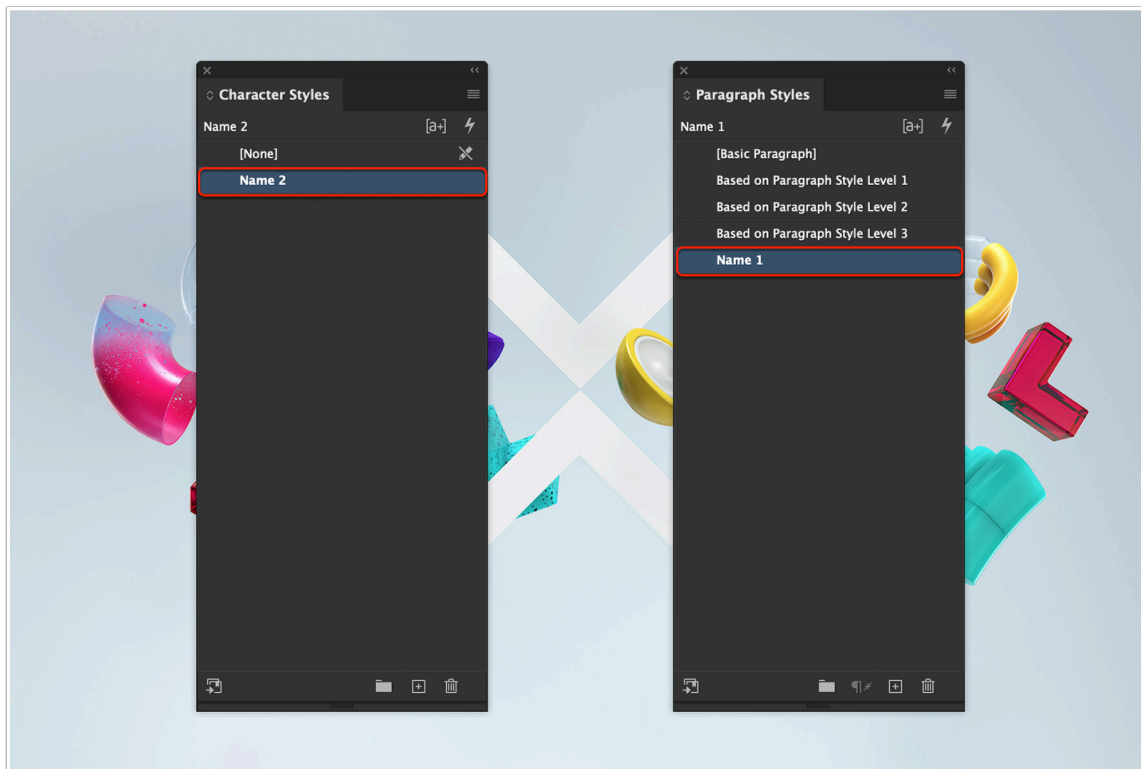 Character Styles
Name 2
[a+]
[None]
Name 2
Paragraph Styles
Name 1
[a+]
[Basic Paragraph]
Based on Paragraph Style Level 1
Based on Paragraph Style Level 2
Based on Paragraph Style Level 3
Name 1